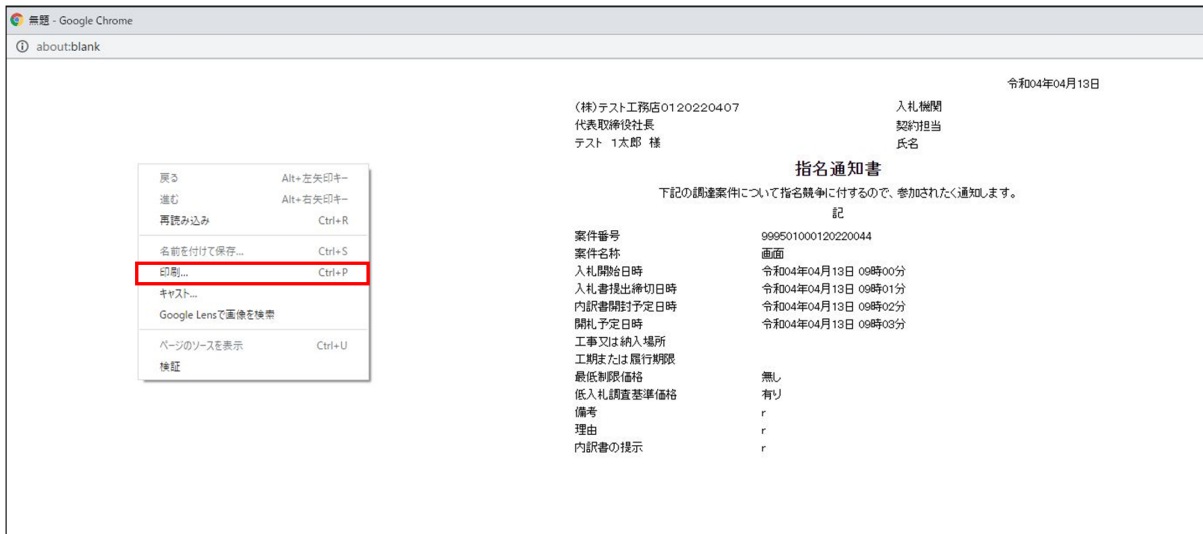 無題 - Google Chrome
about:blank
令和04年04月13日
(株)テスト工務店0120220407 入札機関
代表取締役社長 契約担当
テスト 1太郎 様 氏名
指名通知書
下記の調達案件について指名競争に付するので、参加されたく通知します。
記
案件番号 999501000120220044
案件名称 画面
入札開始日時 令和04年04月13日 09時00分
入札書提出締切日時 令和04年04月13日 09時01分
内訳書開封予定日時 令和04年04月13日 09時02分
開札予定日時 令和04年04月13日 09時03分
工事又は納入場所
工期または履行期限
最低制限価格 無し
低入札調査基準価格 有り
備考 r
理由 r
内訳書の提示 r
戻る Alt+左矢印キー
進む Alt+右矢印キー
再読み込み Ctrl+R
名前を付けて保存... Ctrl+S
印刷... Ctrl+P
キャスト...
Google Lensで画像を検索
ページのソースを表示 Ctrl+U
検証